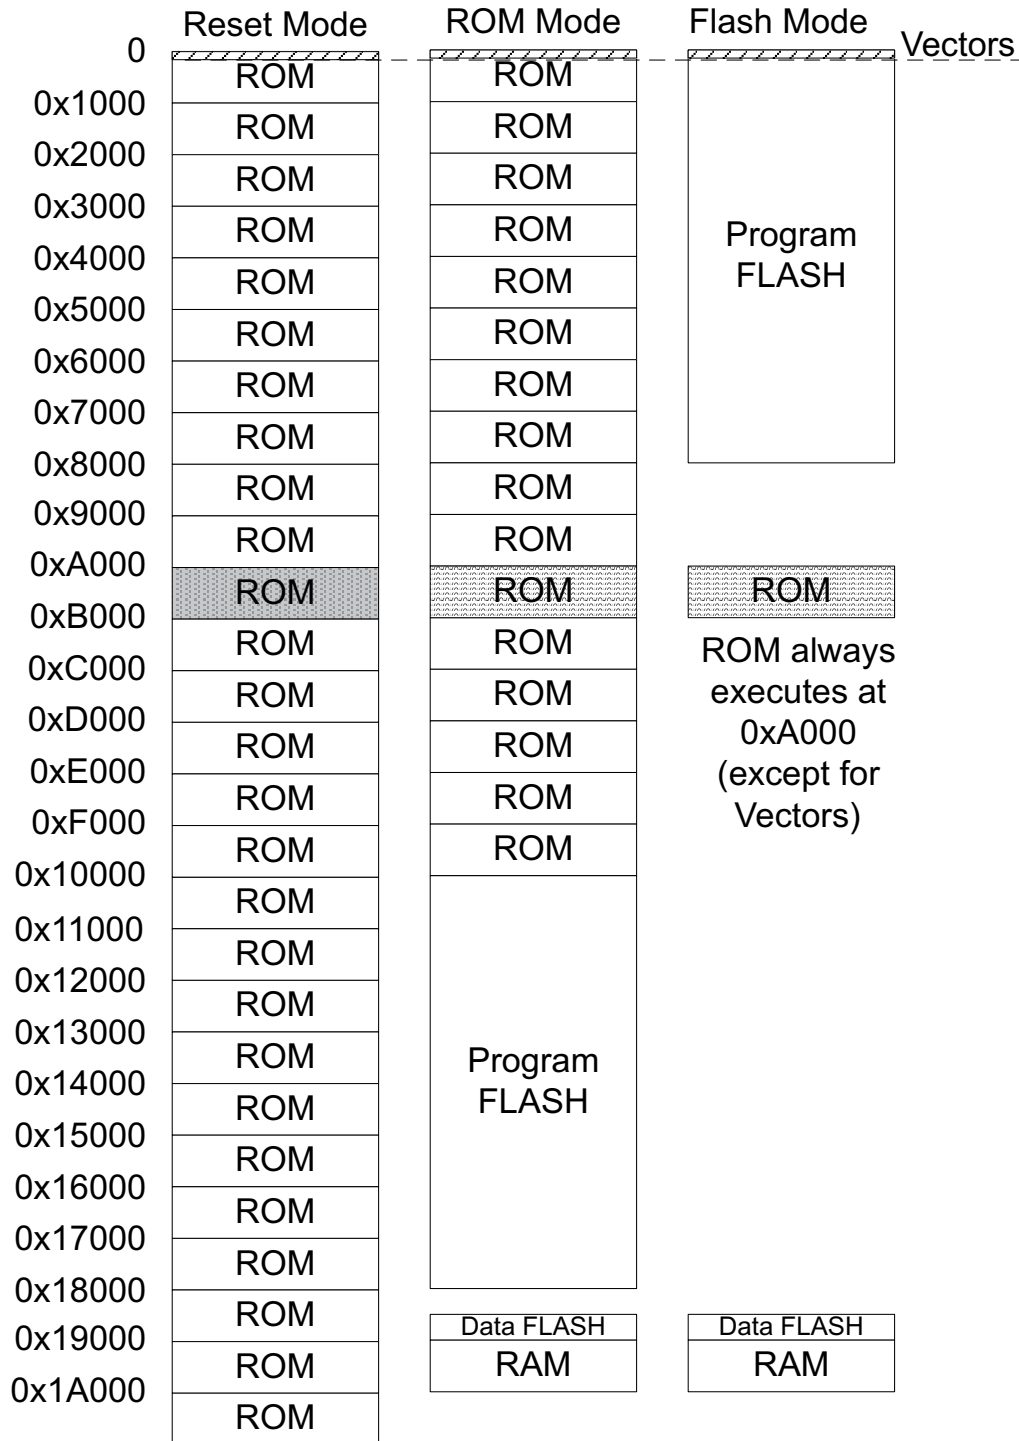 Reset Mode ROM Mode Flash Mode
0 Vectors
ROM ROM
0x1000
ROM ROM
0x2000
ROM ROM
0x3000
ROM ROM Program
0x4000
ROM ROM FLASH
0x5000
ROM ROM
0x6000
ROM ROM
0x7000
ROM ROM
0x8000
ROM ROM
0x9000
ROM ROM
0xA000
ROM ROM ROM
0xB000
ROM ROM ROM always
0xC000
ROM ROM executes at
0xD000
ROM ROM 0xA000
0xE000
ROM ROM (except for
0xF000
ROM ROM Vectors)
0x10000
ROM
0x11000
ROM
0x12000
ROM
0x13000
ROM Program
0x14000
ROM FLASH
0x15000
ROM
0x16000
ROM
0x17000
ROM
0x18000
ROM Data FLASH Data FLASH
0x19000
ROM RAM RAM
0x1A000
ROM